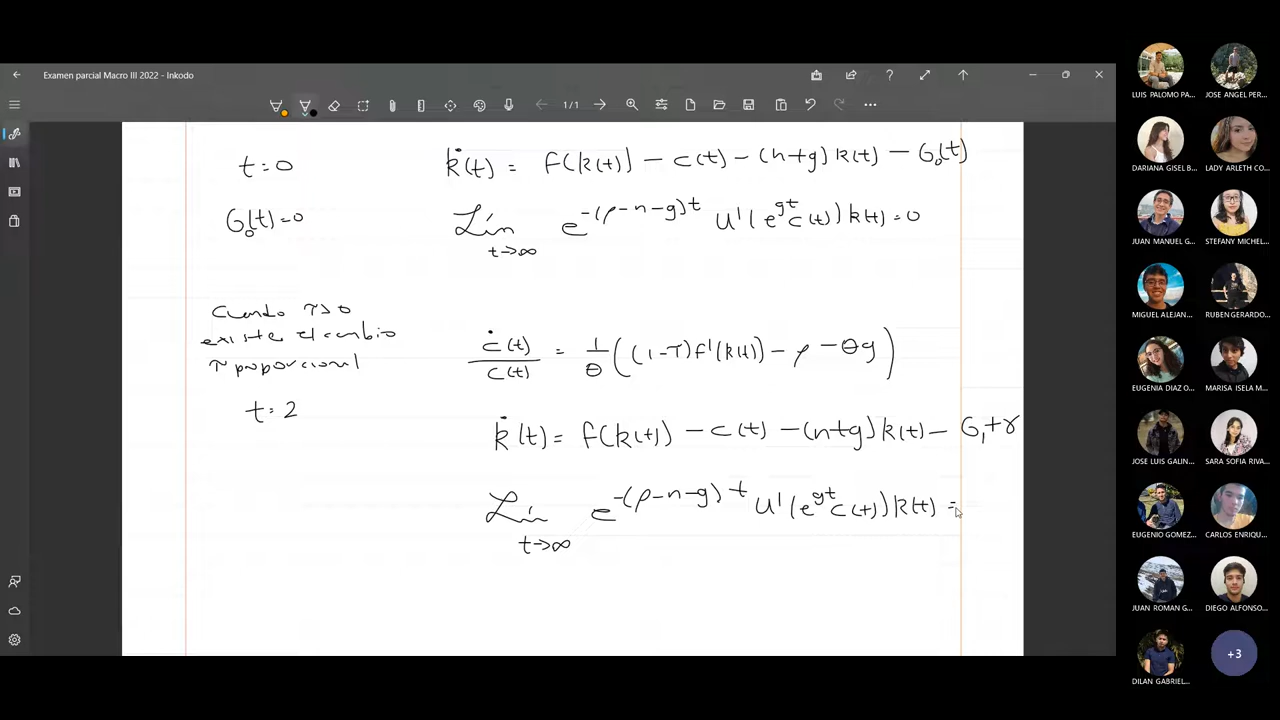 Examen parcial Macro III 2022 - Inkodo
1/1
t=0
k̇(t) = f(k(t)) - c(t) - (n+g)k(t) - G₀(t)
G₀(t)=0
Lim e^-(ρ-n-g)t u'(e^gt c(t))k(t)=0
t→∞
Cuando τ>0
existe el cambio
τ proporcional
ċ(t)/c(t) = 1/θ ((1-τ)f'(k(t)) - ρ - θg)
t=2
k̇(t) = f(k(t)) - c(t) - (n+g)k(t) - G₁+γ
Lim e^-(ρ-n-g)t u'(e^gt c(t))k(t) =
t→∞
LUIS PALOMO PA...
JOSE ANGEL PER...
DARIANA GISEL B...
LADY ARLETH CO...
JUAN MANUEL G...
STEFANY MICHEL...
MIGUEL ALEJAN...
RUBEN GERARDO...
EUGENIA DIAZ O...
MARISA ISELA M...
JOSE LUIS GALIN...
SARA SOFIA RIVA...
EUGENIO GOMEZ...
CARLOS ENRIQU...
JUAN ROMAN G...
DIEGO ALFONSO...
DILAN GABRIEL...
+3